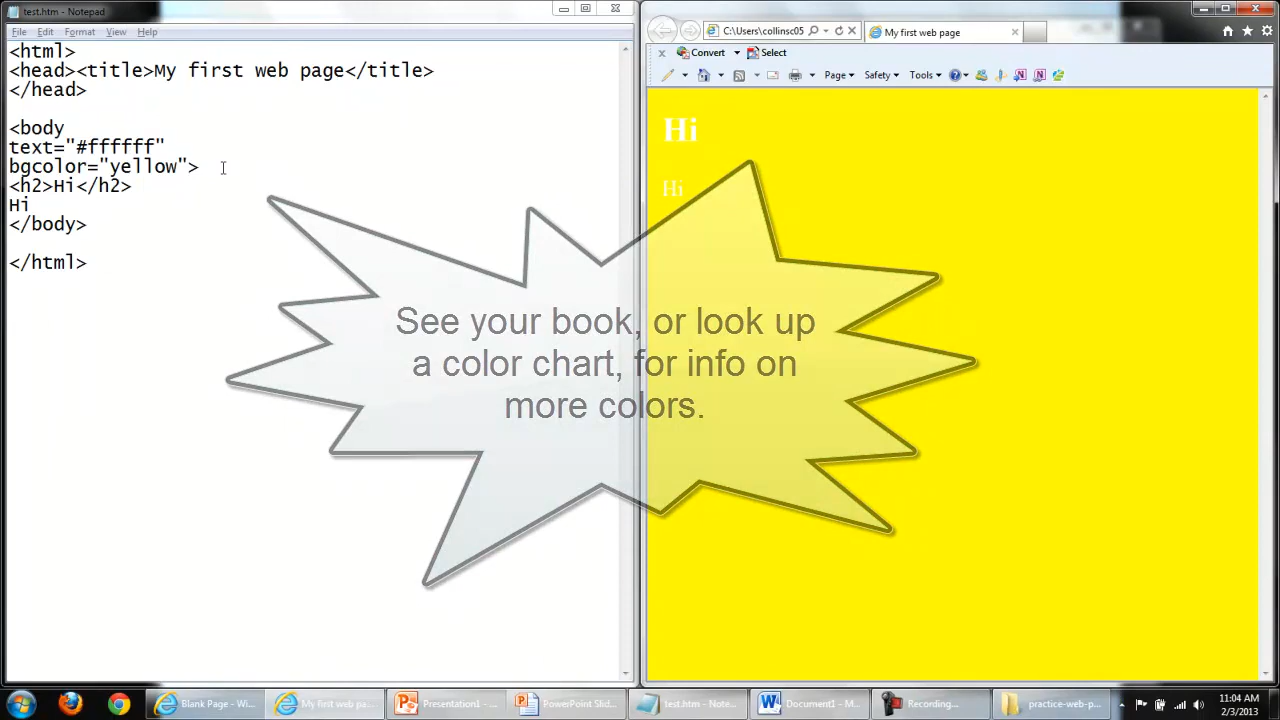 test.htm - Notepad
File Edit Format View Help
<html>
<head><title>My first web page</title>
</head>
<body
text="#ffffff"
bgcolor="yellow">
<h2>Hi</h2>
Hi
</body>
</html>
C:\Users\collinsc05
My first web page
Convert Select
Page Safety Tools
Hi
Hi
See your book, or look up
a color chart, for info on
more colors.
Blank Page - Wi...
My first web pa...
Presentation1 - ...
PowerPoint Slid...
test.htm - Note...
Document1 - M...
Recording...
practice-web-p...
11:04 AM
2/3/2013